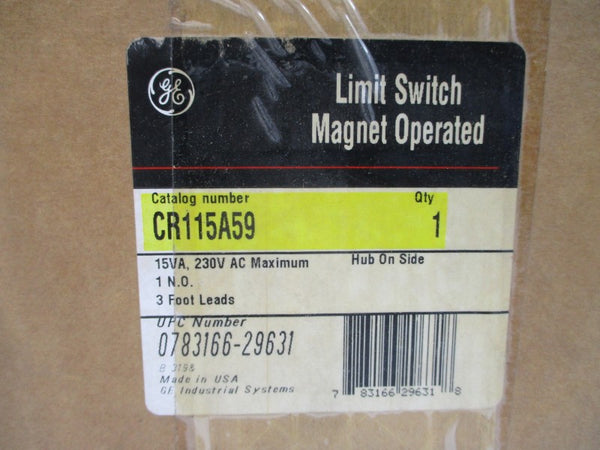 GE
Limit Switch
Magnet Operated
Catalog number Qty
CR115A59 1
15VA, 230V AC Maximum Hub On Side
1 N.O.
3 Foot Leads
UPC Number
0783166-29631
B 3198
Made in USA
GE Industrial Systems
7 83166 29631 8